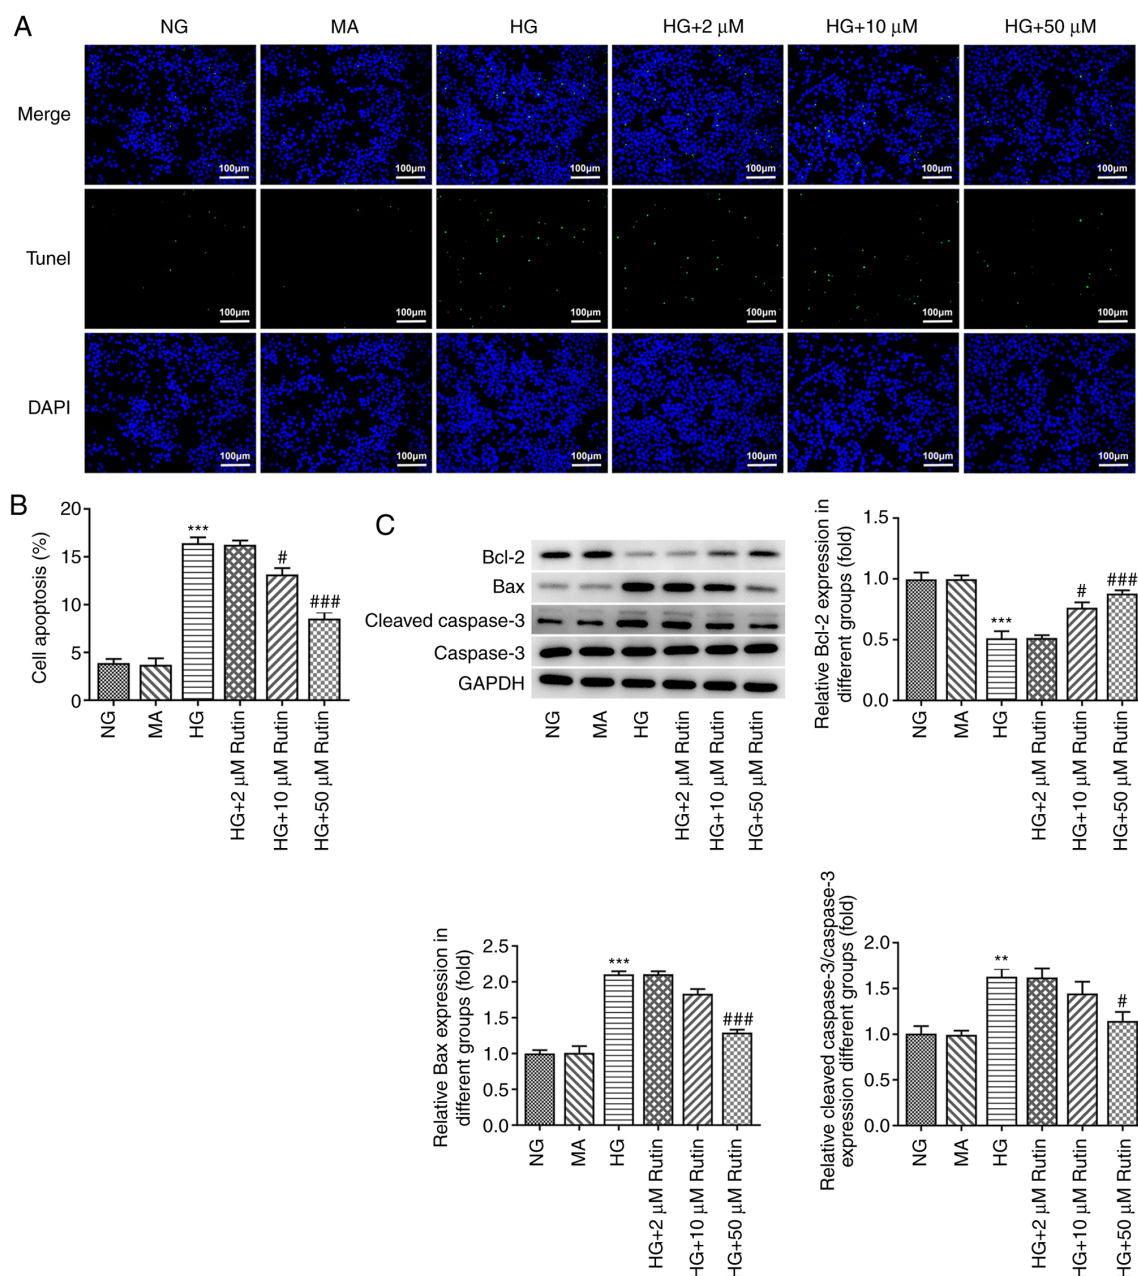 A
NG
MA
HG
HG+2 μM
HG+10 μM
HG+50 μM
Merge
100μm
100μm
100μm
100μm
100μm
100μm
Tunel
100μm
100μm
100μm
100μm
100μm
100μm
DAPI
100μm
100μm
100μm
100μm
100μm
100μm
B
Cell apoptosis (%)
20
15
10
5
0
***
#
###
NG
MA
HG
HG+2 μM Rutin
HG+10 μM Rutin
HG+50 μM Rutin
C
Bcl-2
Bax
Cleaved caspase-3
Caspase-3
GAPDH
NG
MA
HG
HG+2 μM Rutin
HG+10 μM Rutin
HG+50 μM Rutin
Relative Bcl-2 expression in
different groups (fold)
1.5
1.0
0.5
0.0
***
#
###
NG
MA
HG
HG+2 μM Rutin
HG+10 μM Rutin
HG+50 μM Rutin
Relative Bax expression in
different groups (fold)
2.5
2.0
1.5
1.0
0.5
0.0
***
###
NG
MA
HG
HG+2 μM Rutin
HG+10 μM Rutin
HG+50 μM Rutin
Relative cleaved caspase-3/caspase-3
expression different groups (fold)
2.0
1.5
1.0
0.5
0.0
**
#
NG
MA
HG
HG+2 μM Rutin
HG+10 μM Rutin
HG+50 μM Rutin